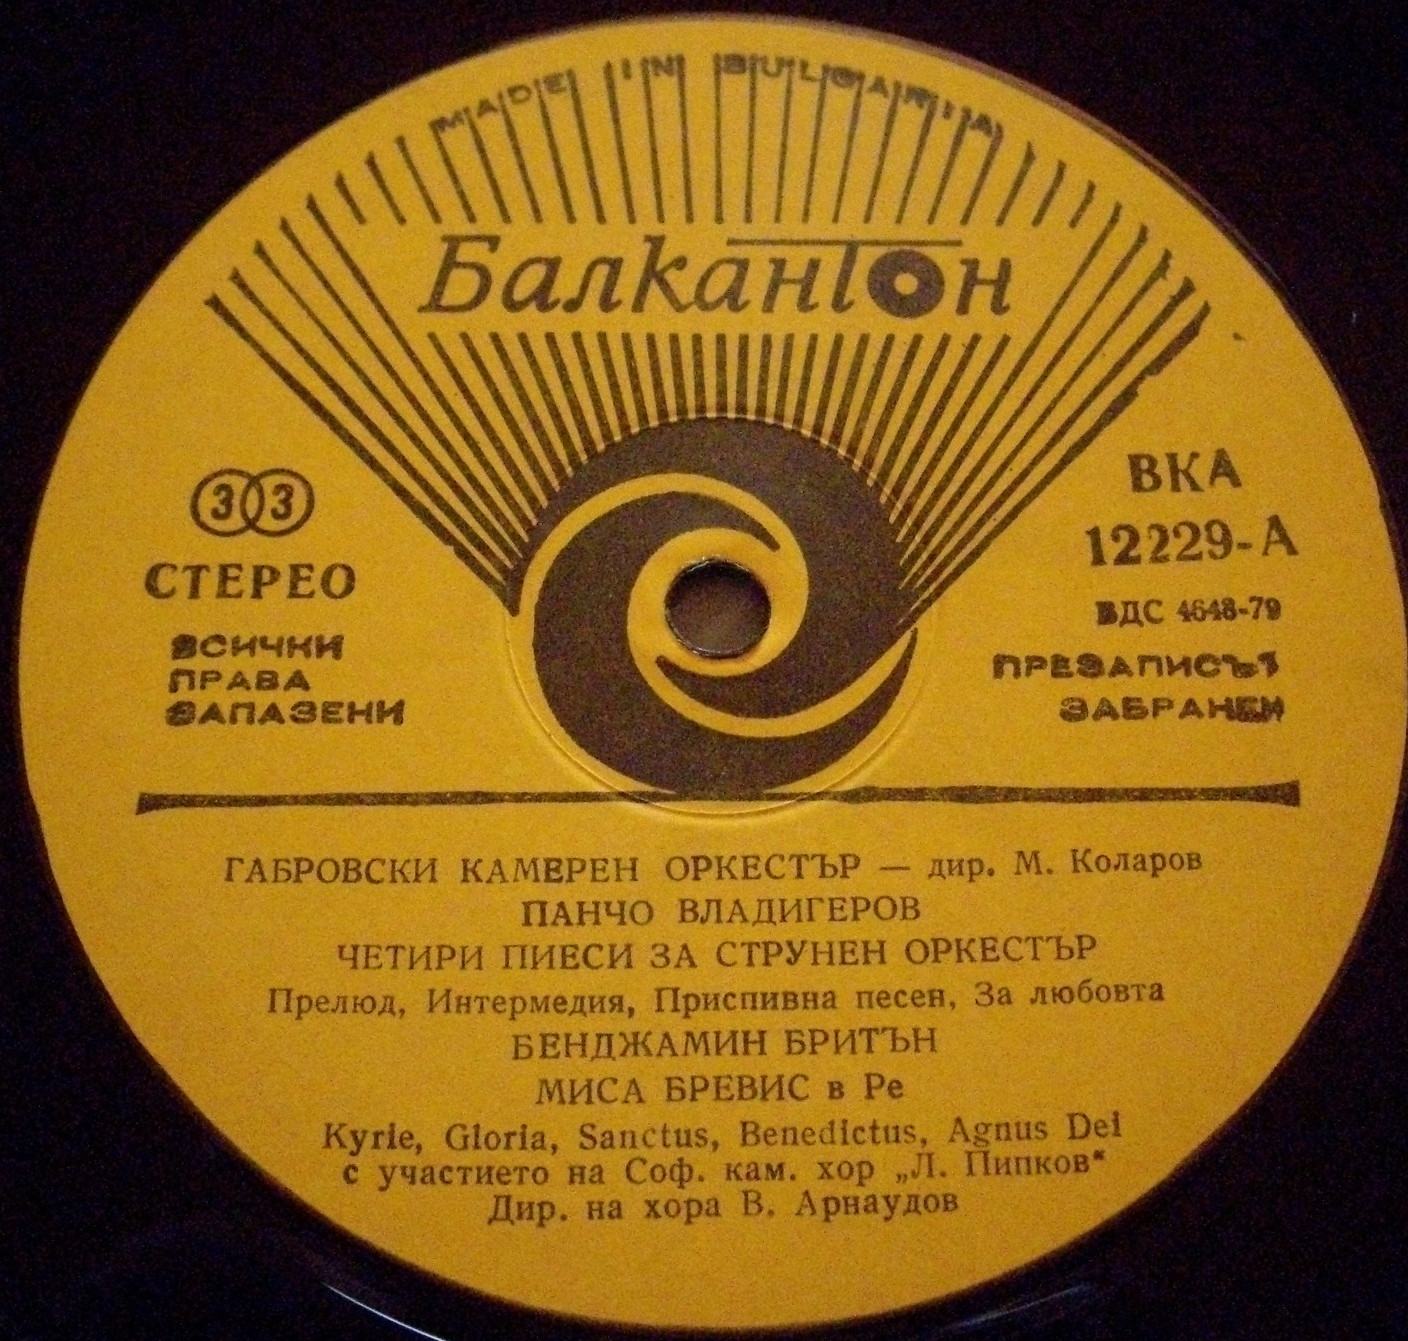 MADE IN BULGARIA
Балкантон
33
СТЕРЕО
ВСИЧКИ
ПРАВА
ЗАПАЗЕНИ
ВКА
12229-А
ВДС 4648-79
ПРЕЗАПИСЪТ
ЗАБРАНЕН
ГАБРОВСКИ КАМЕРЕН ОРКЕСТЪР — дир. М. Коларов
ПАНЧО ВЛАДИГЕРОВ
ЧЕТИРИ ПИЕСИ ЗА СТРУНЕН ОРКЕСТЪР
Прелюд, Интермедия, Приспивна песен, За любовта
БЕНДЖАМИН БРИТЪН
МИСА БРЕВИС в Ре
Kyrie, Gloria, Sanctus, Benedictus, Agnus Dei
с участието на Соф. кам. хор „Л. Пипков“
Дир. на хора В. Арнаудов